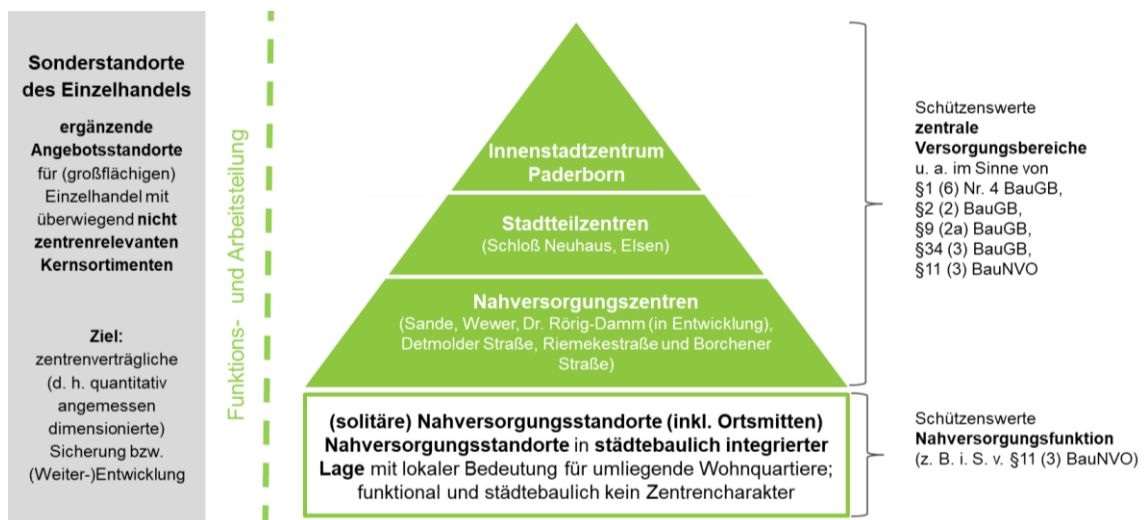 Sonderstandorte
des Einzelhandels
ergänzende
Angebotsstandorte
für (großflächigen)
Einzelhandel mit
überwiegend nicht
zentrenrelevanten
Kernsortimenten
Ziel:
zentrenverträgliche
(d. h. quantitativ
angemessen
dimensionierte)
Sicherung bzw.
(Weiter-)Entwicklung
Funktions- und Arbeitsteilung
Innenstadtzentrum
Paderborn
Stadtteilzentren
(Schloß Neuhaus, Elsen)
Nahversorgungszentren
(Sande, Wewer, Dr. Rörig-Damm (in Entwicklung),
Detmolder Straße, Riemekestraße und Borchener
Straße)
(solitäre) Nahversorgungsstandorte (inkl. Ortsmitten)
Nahversorgungsstandorte in städtebaulich integrierter
Lage mit lokaler Bedeutung für umliegende Wohnquartiere;
funktional und städtebaulich kein Zentrencharakter
Schützenswerte
zentrale
Versorgungsbereiche
u. a. im Sinne von
§1 (6) Nr. 4 BauGB,
§2 (2) BauGB,
§9 (2a) BauGB,
§34 (3) BauGB,
§11 (3) BauNVO
Schützenswerte
Nahversorgungsfunktion
(z. B. i. S. v. §11 (3) BauNVO)